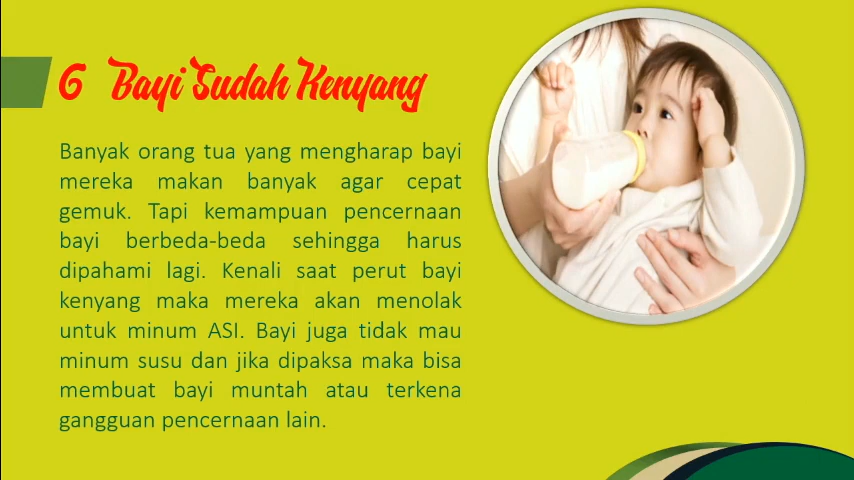 6 Bayi Sudah Kenyang
Banyak orang tua yang mengharap bayi
mereka makan banyak agar cepat
gemuk. Tapi kemampuan pencernaan
bayi berbeda-beda sehingga harus
dipahami lagi. Kenali saat perut bayi
kenyang maka mereka akan menolak
untuk minum ASI. Bayi juga tidak mau
minum susu dan jika dipaksa maka bisa
membuat bayi muntah atau terkena
gangguan pencernaan lain.